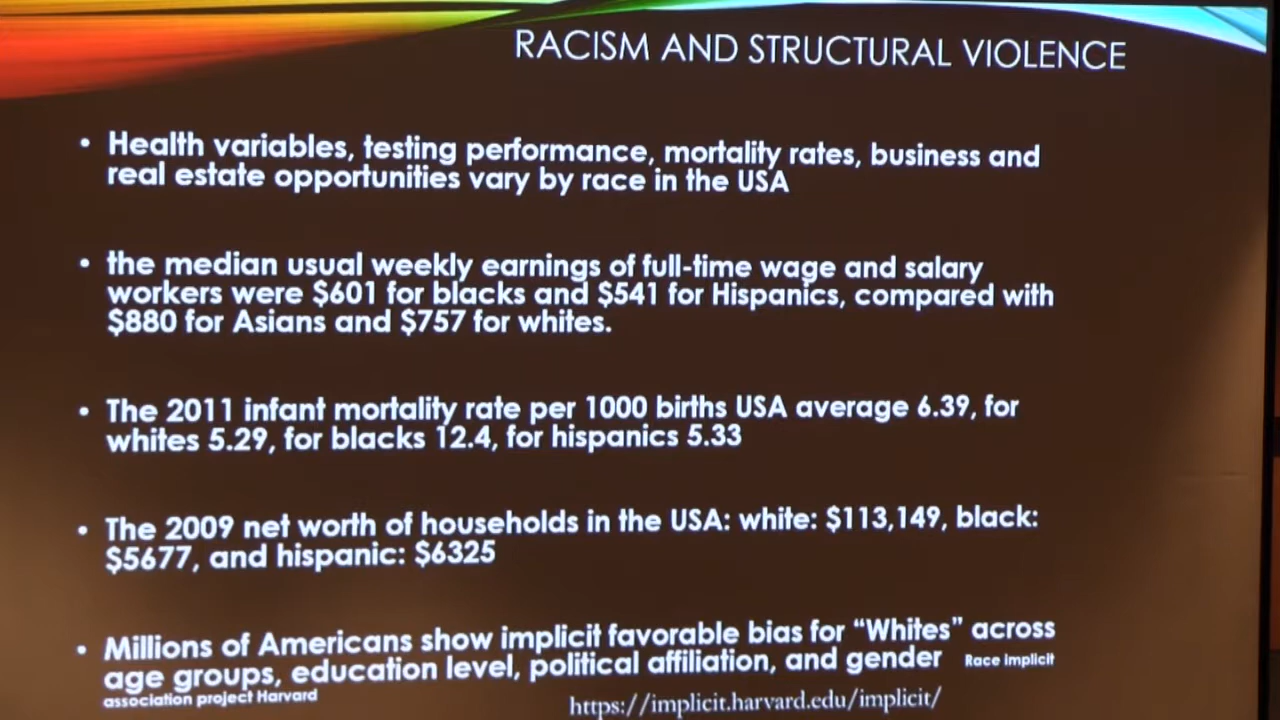 RACISM AND STRUCTURAL VIOLENCE
• Health variables, testing performance, mortality rates, business and
real estate opportunities vary by race in the USA
• the median usual weekly earnings of full-time wage and salary
workers were $601 for blacks and $541 for Hispanics, compared with
$880 for Asians and $757 for whites.
• The 2011 infant mortality rate per 1000 births USA average 6.39, for
whites 5.29, for blacks 12.4, for hispanics 5.33
• The 2009 net worth of households in the USA: white: $113,149, black:
$5677, and hispanic: $6325
• Millions of Americans show implicit favorable bias for “Whites” across
age groups, education level, political affiliation, and gender Race implicit
association project Harvard
https://implicit.harvard.edu/implicit/